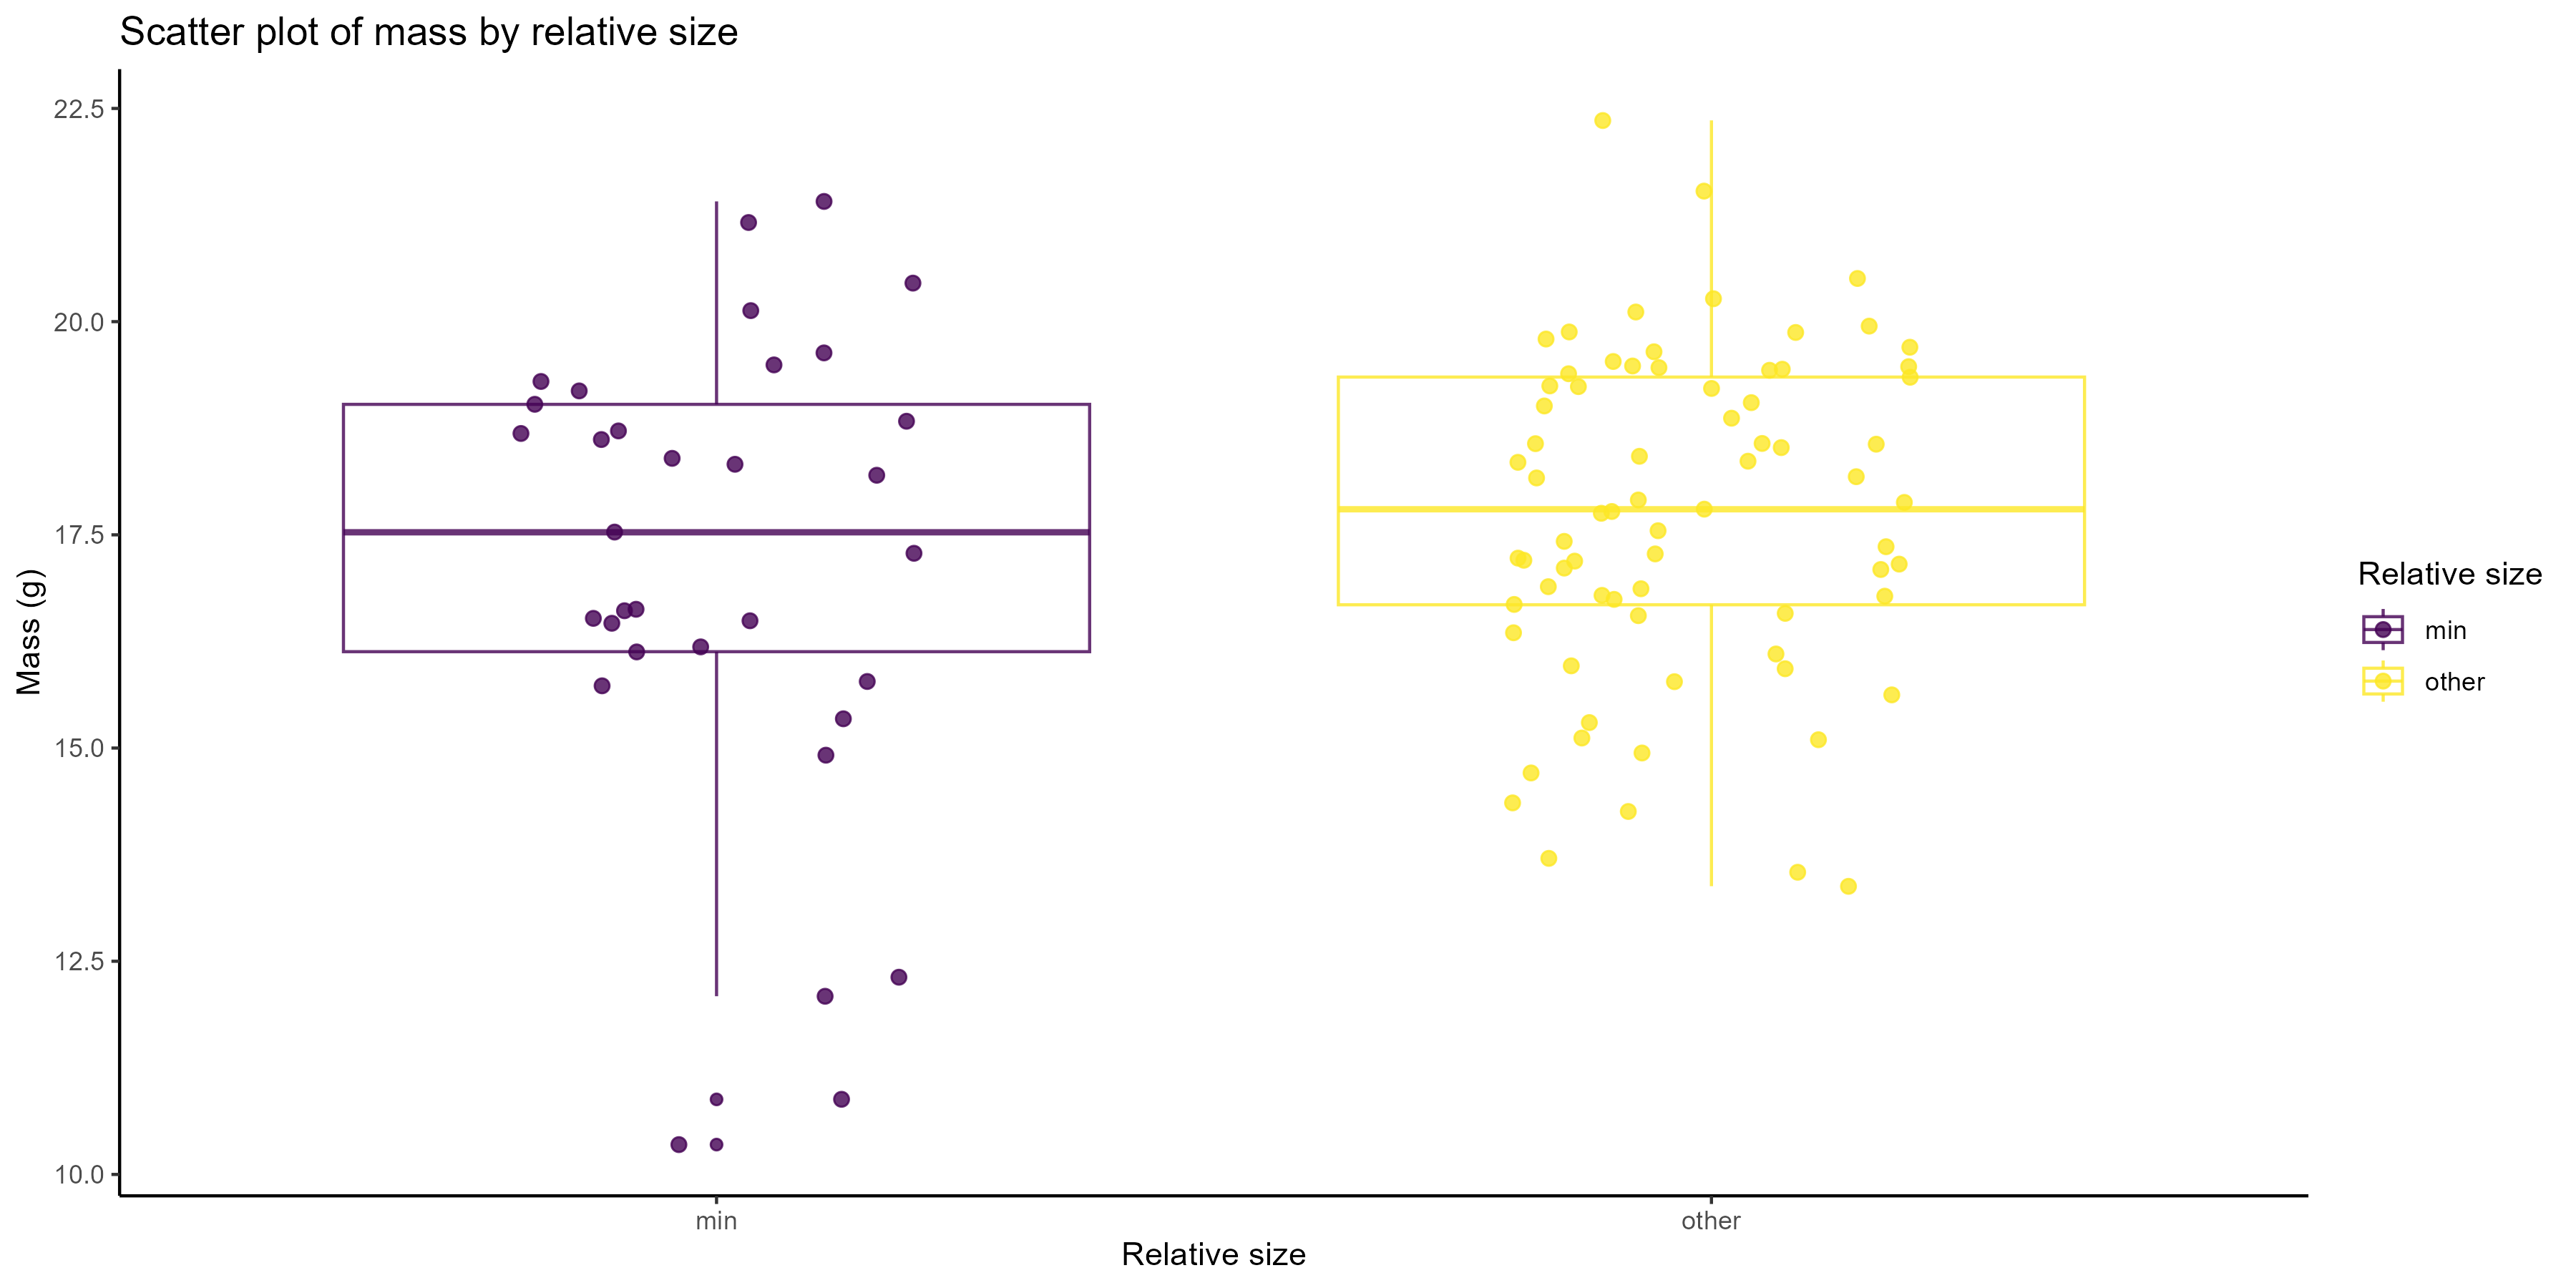 Scatter plot of mass by relative size
22.5
20.0
17.5
15.0
12.5
10.0
Mass (g)
min
other
Relative size
Relative size
min
other